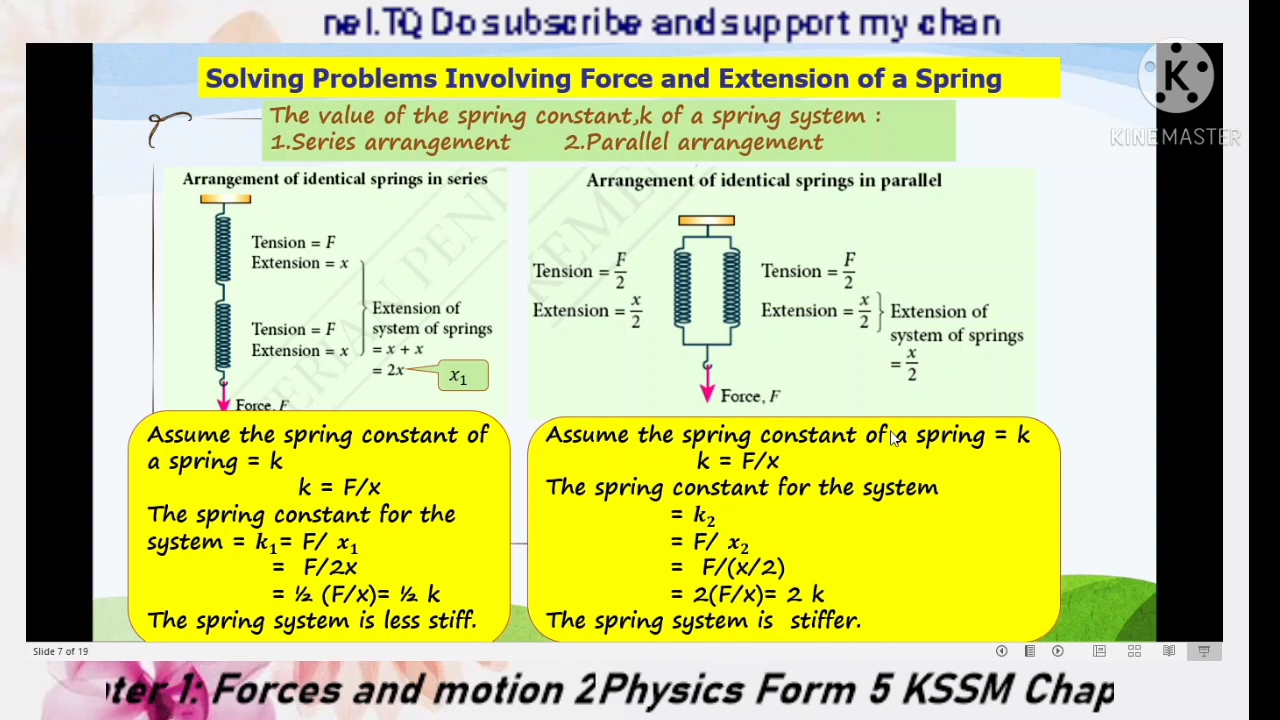 nel.TQ Do subscribe and support my chan
Solving Problems Involving Force and Extension of a Spring
K
KINEMASTER
The value of the spring constant,k of a spring system :
1.Series arrangement 2.Parallel arrangement
Arrangement of identical springs in series
Tension = F
Extension = x
Tension = F
Extension = x
Extension of
system of springs
= x + x
= 2x
x₁
Force, F
Arrangement of identical springs in parallel
Tension = F/2
Extension = x/2
Tension = F/2
Extension = x/2
Extension of
system of springs
= x/2
Force, F
Assume the spring constant of
a spring = k
k = F/x
The spring constant for the
system = k₁= F/ x₁
= F/2x
= ½ (F/x)= ½ k
The spring system is less stiff.
Assume the spring constant of a spring = k
k = F/x
The spring constant for the system
= k₂
= F/ x₂
= F/(x/2)
= 2(F/x)= 2 k
The spring system is stiffer.
Slide 7 of 19
ter 1: Forces and motion 2Physics Form 5 KSSM Chap